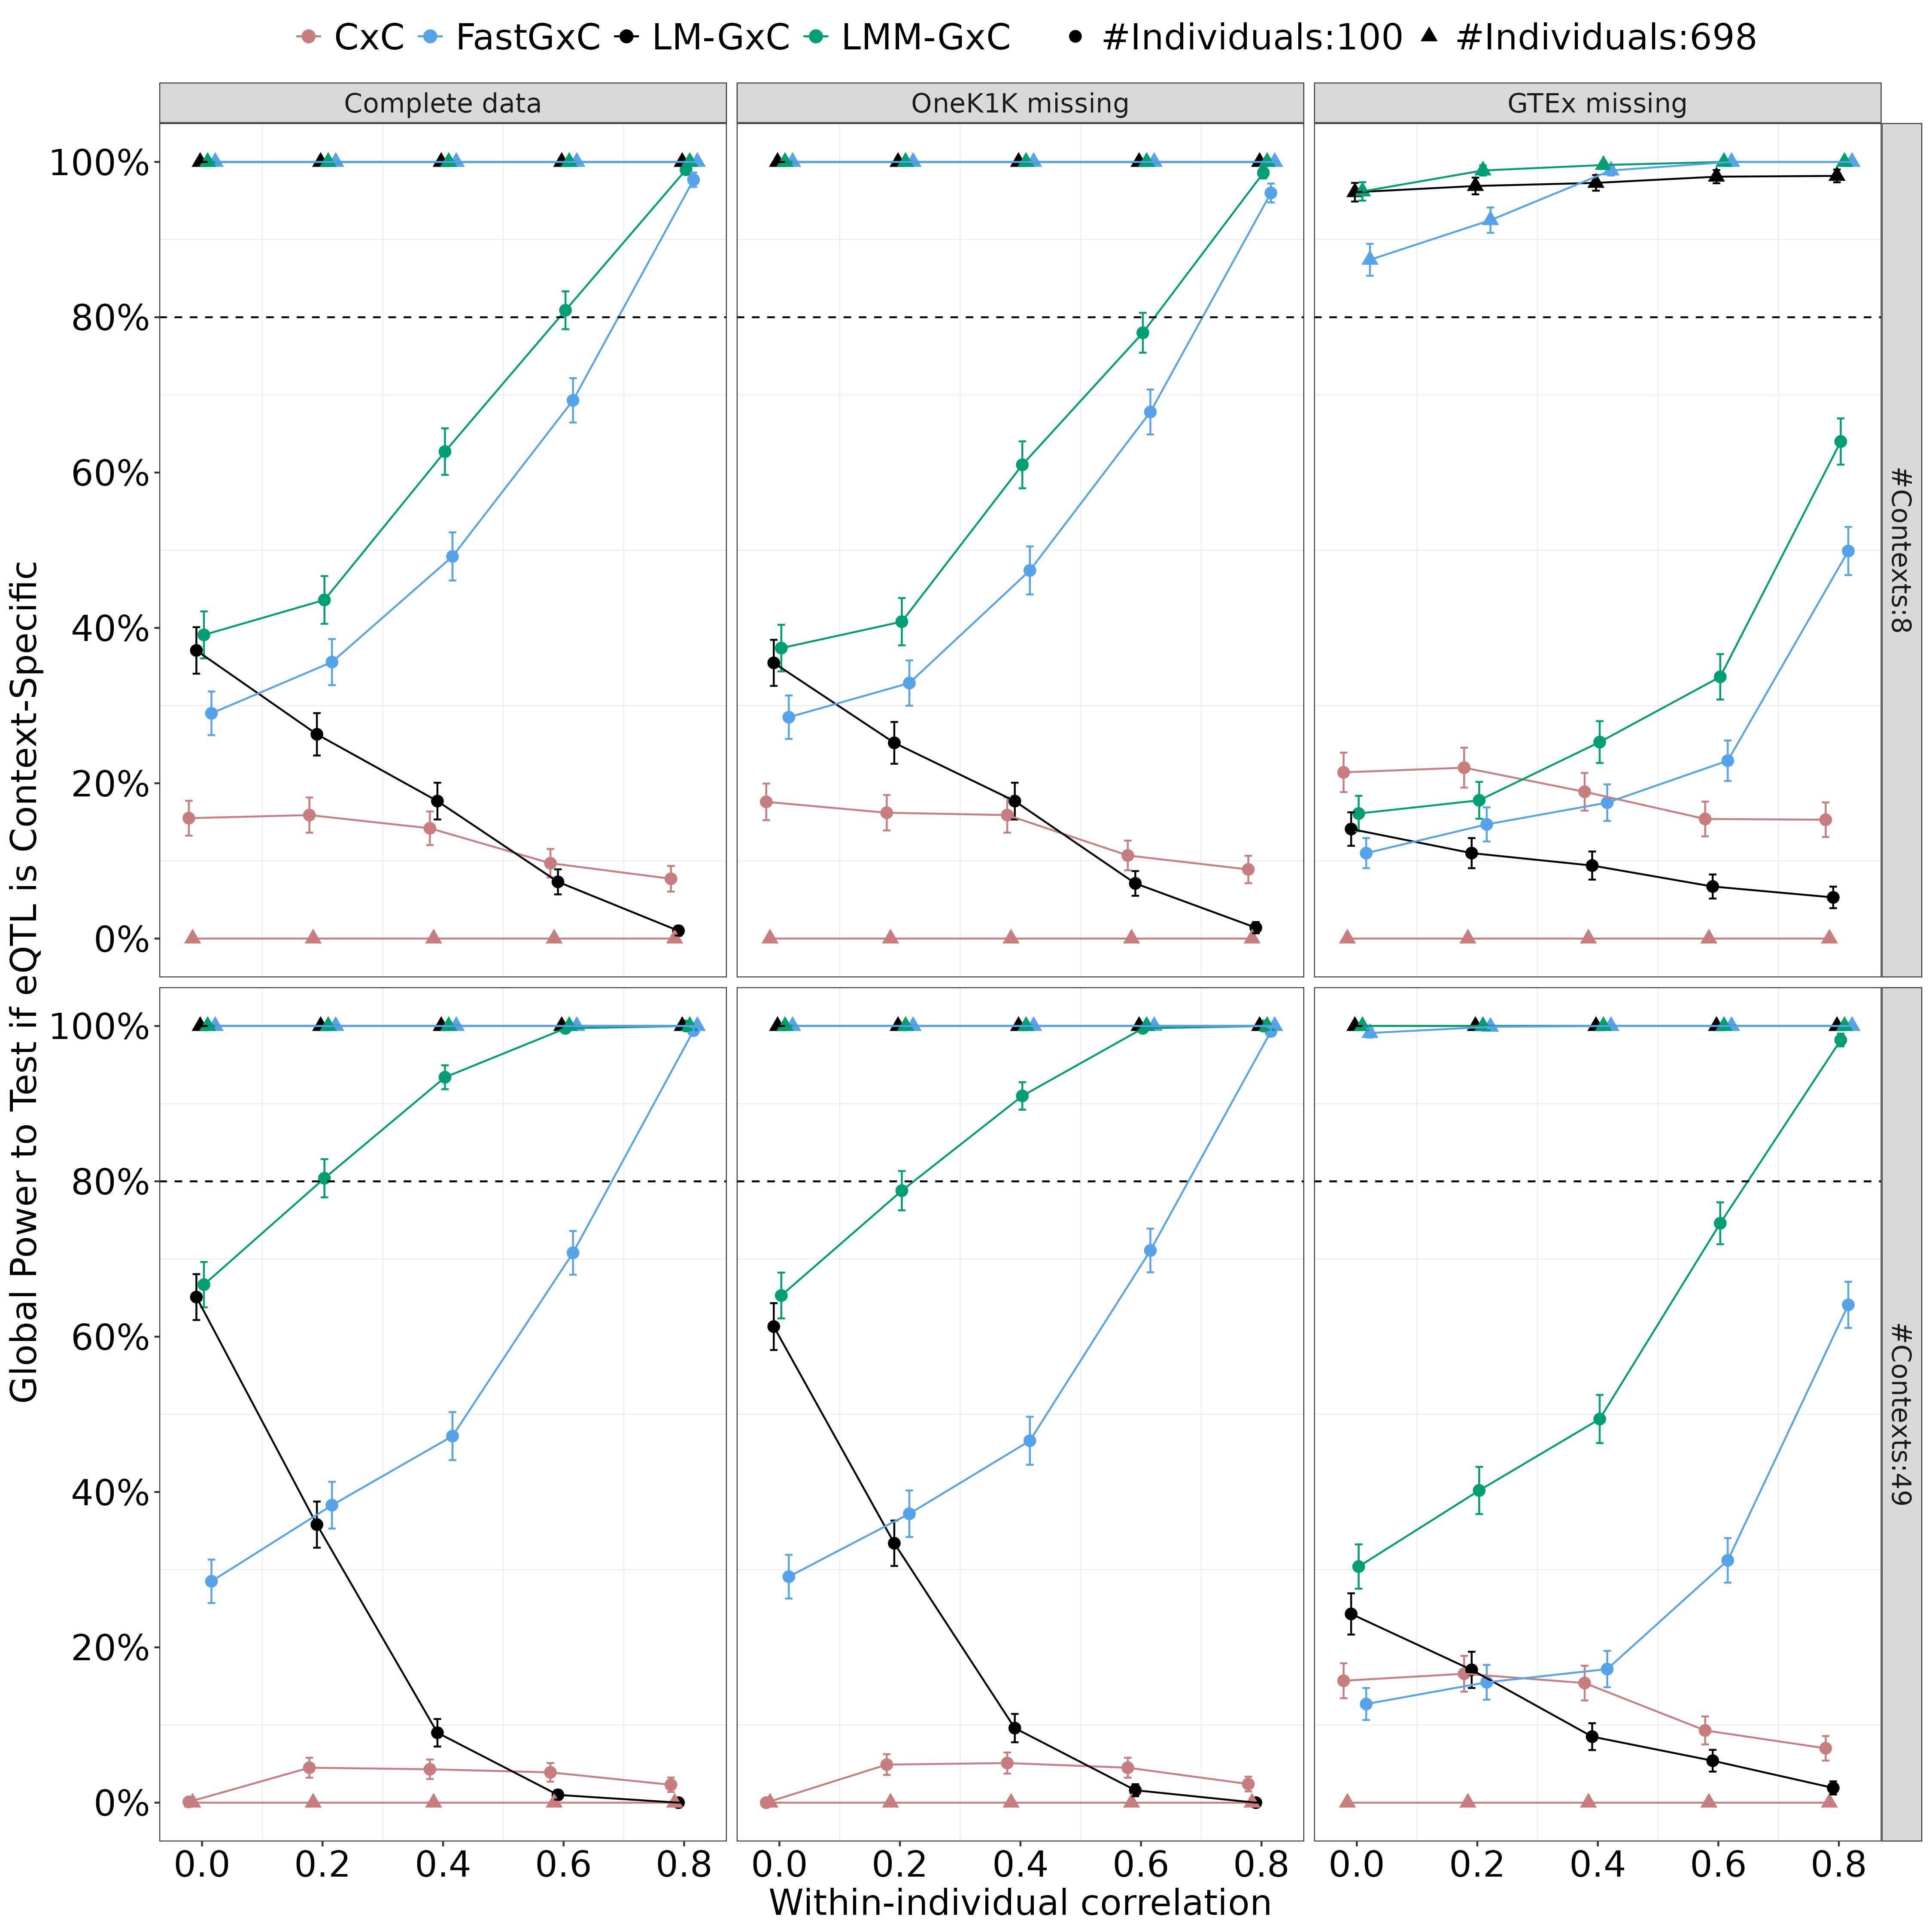 CxC FastGxC LM-GxC LMM-GxC #Individuals:100 #Individuals:698
Complete data OneK1K missing GTEx missing
100%
80%
60%
40%
20%
0%
#Contexts:8
100%
80%
60%
40%
20%
0%
#Contexts:49
Global Power to Test if eQTL is Context-Specific
0.0 0.2 0.4 0.6 0.8 0.0 0.2 0.4 0.6 0.8 0.0 0.2 0.4 0.6 0.8
Within-individual correlation